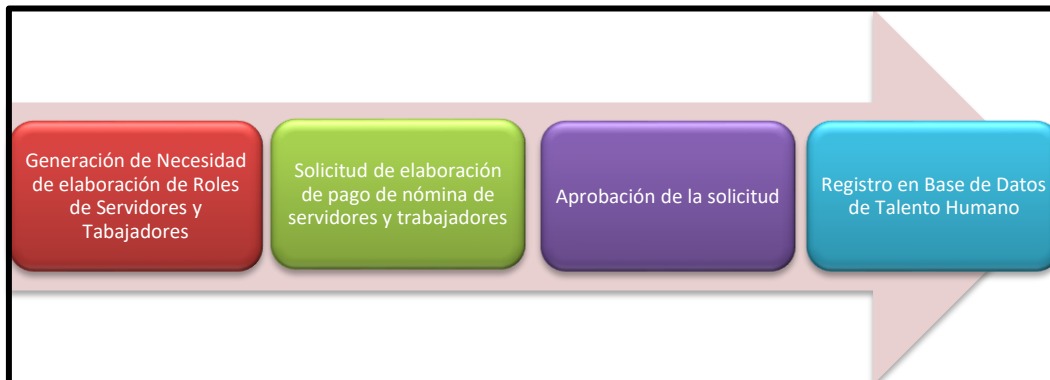 Generación de Necesidad
de elaboración de Roles
de Servidores y
Tabajadores
Solicitud de elaboración
de pago de nómina de
servidores y trabajadores
Aprobación de la solicitud
Registro en Base de Datos
de Talento Humano